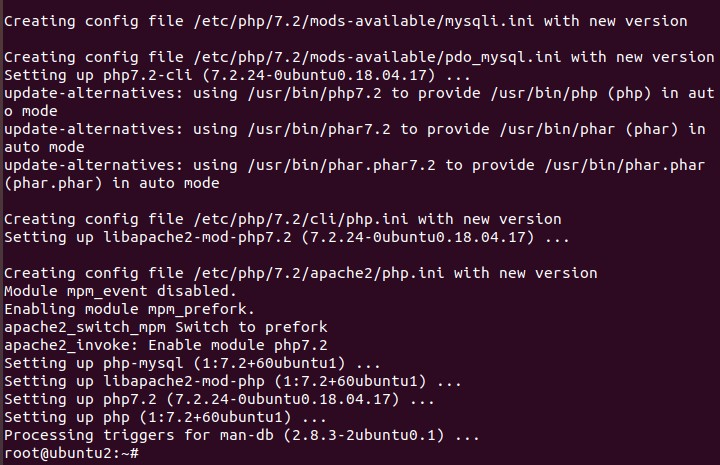 Creating config file /etc/php/7.2/mods-available/mysqli.ini with new version
Creating config file /etc/php/7.2/mods-available/pdo_mysql.ini with new version
Setting up php7.2-cli (7.2.24-0ubuntu0.18.04.17) ...
update-alternatives: using /usr/bin/php7.2 to provide /usr/bin/php (php) in aut
o mode
update-alternatives: using /usr/bin/phar7.2 to provide /usr/bin/phar (phar) in
auto mode
update-alternatives: using /usr/bin/phar.phar7.2 to provide /usr/bin/phar.phar
(phar.phar) in auto mode
Creating config file /etc/php/7.2/cli/php.ini with new version
Setting up libapache2-mod-php7.2 (7.2.24-0ubuntu0.18.04.17) ...
Creating config file /etc/php/7.2/apache2/php.ini with new version
Module mpm_event disabled.
Enabling module mpm_prefork.
apache2_switch_mpm Switch to prefork
apache2_invoke: Enable module php7.2
Setting up php-mysql (1:7.2+60ubuntu1) ...
Setting up libapache2-mod-php (1:7.2+60ubuntu1) ...
Setting up php7.2 (7.2.24-0ubuntu0.18.04.17) ...
Setting up php (1:7.2+60ubuntu1) ...
Processing triggers for man-db (2.8.3-2ubuntu0.1) ...
root@ubuntu2:~#